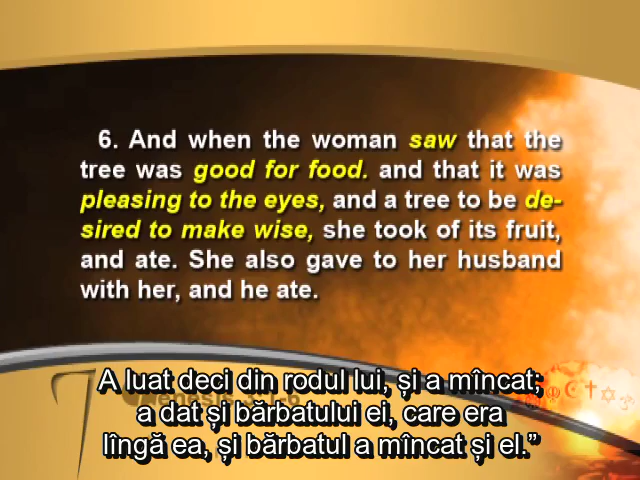 6. And when the woman saw that the
tree was good for food. and that it was
pleasing to the eyes, and a tree to be de-
sired to make wise, she took of its fruit,
and ate. She also gave to her husband
with her, and he ate.
A luat deci din rodul lui, și a mîncat;
a dat și bărbatului ei, care era
lîngă ea, și bărbatul a mîncat și el.”